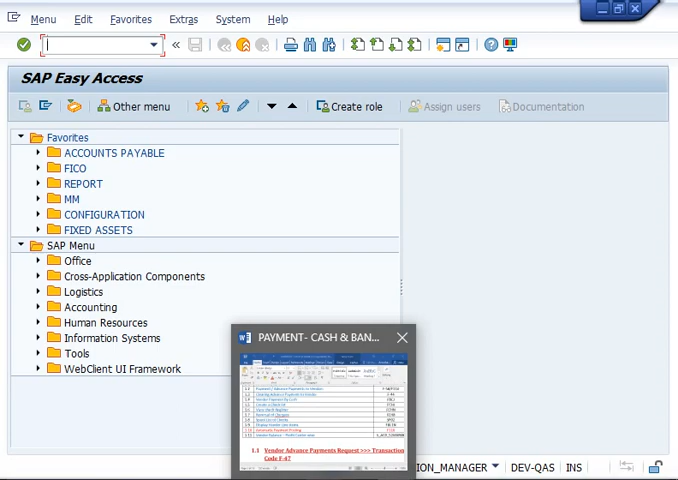 Menu Edit Favorites Extras System Help
SAP Easy Access
Other menu Create role Assign users Documentation
Favorites
ACCOUNTS PAYABLE
FICO
REPORT
MM
CONFIGURATION
FIXED ASSETS
SAP Menu
Office
Cross-Application Components
Logistics
Accounting
Human Resources
Information Systems
Tools
WebClient UI Framework
PAYMENT- CASH & BAN...
1.1 Vendor Advance Payments Request >>> Transaction
Code F-47
ION_MANAGER DEV-QAS INS